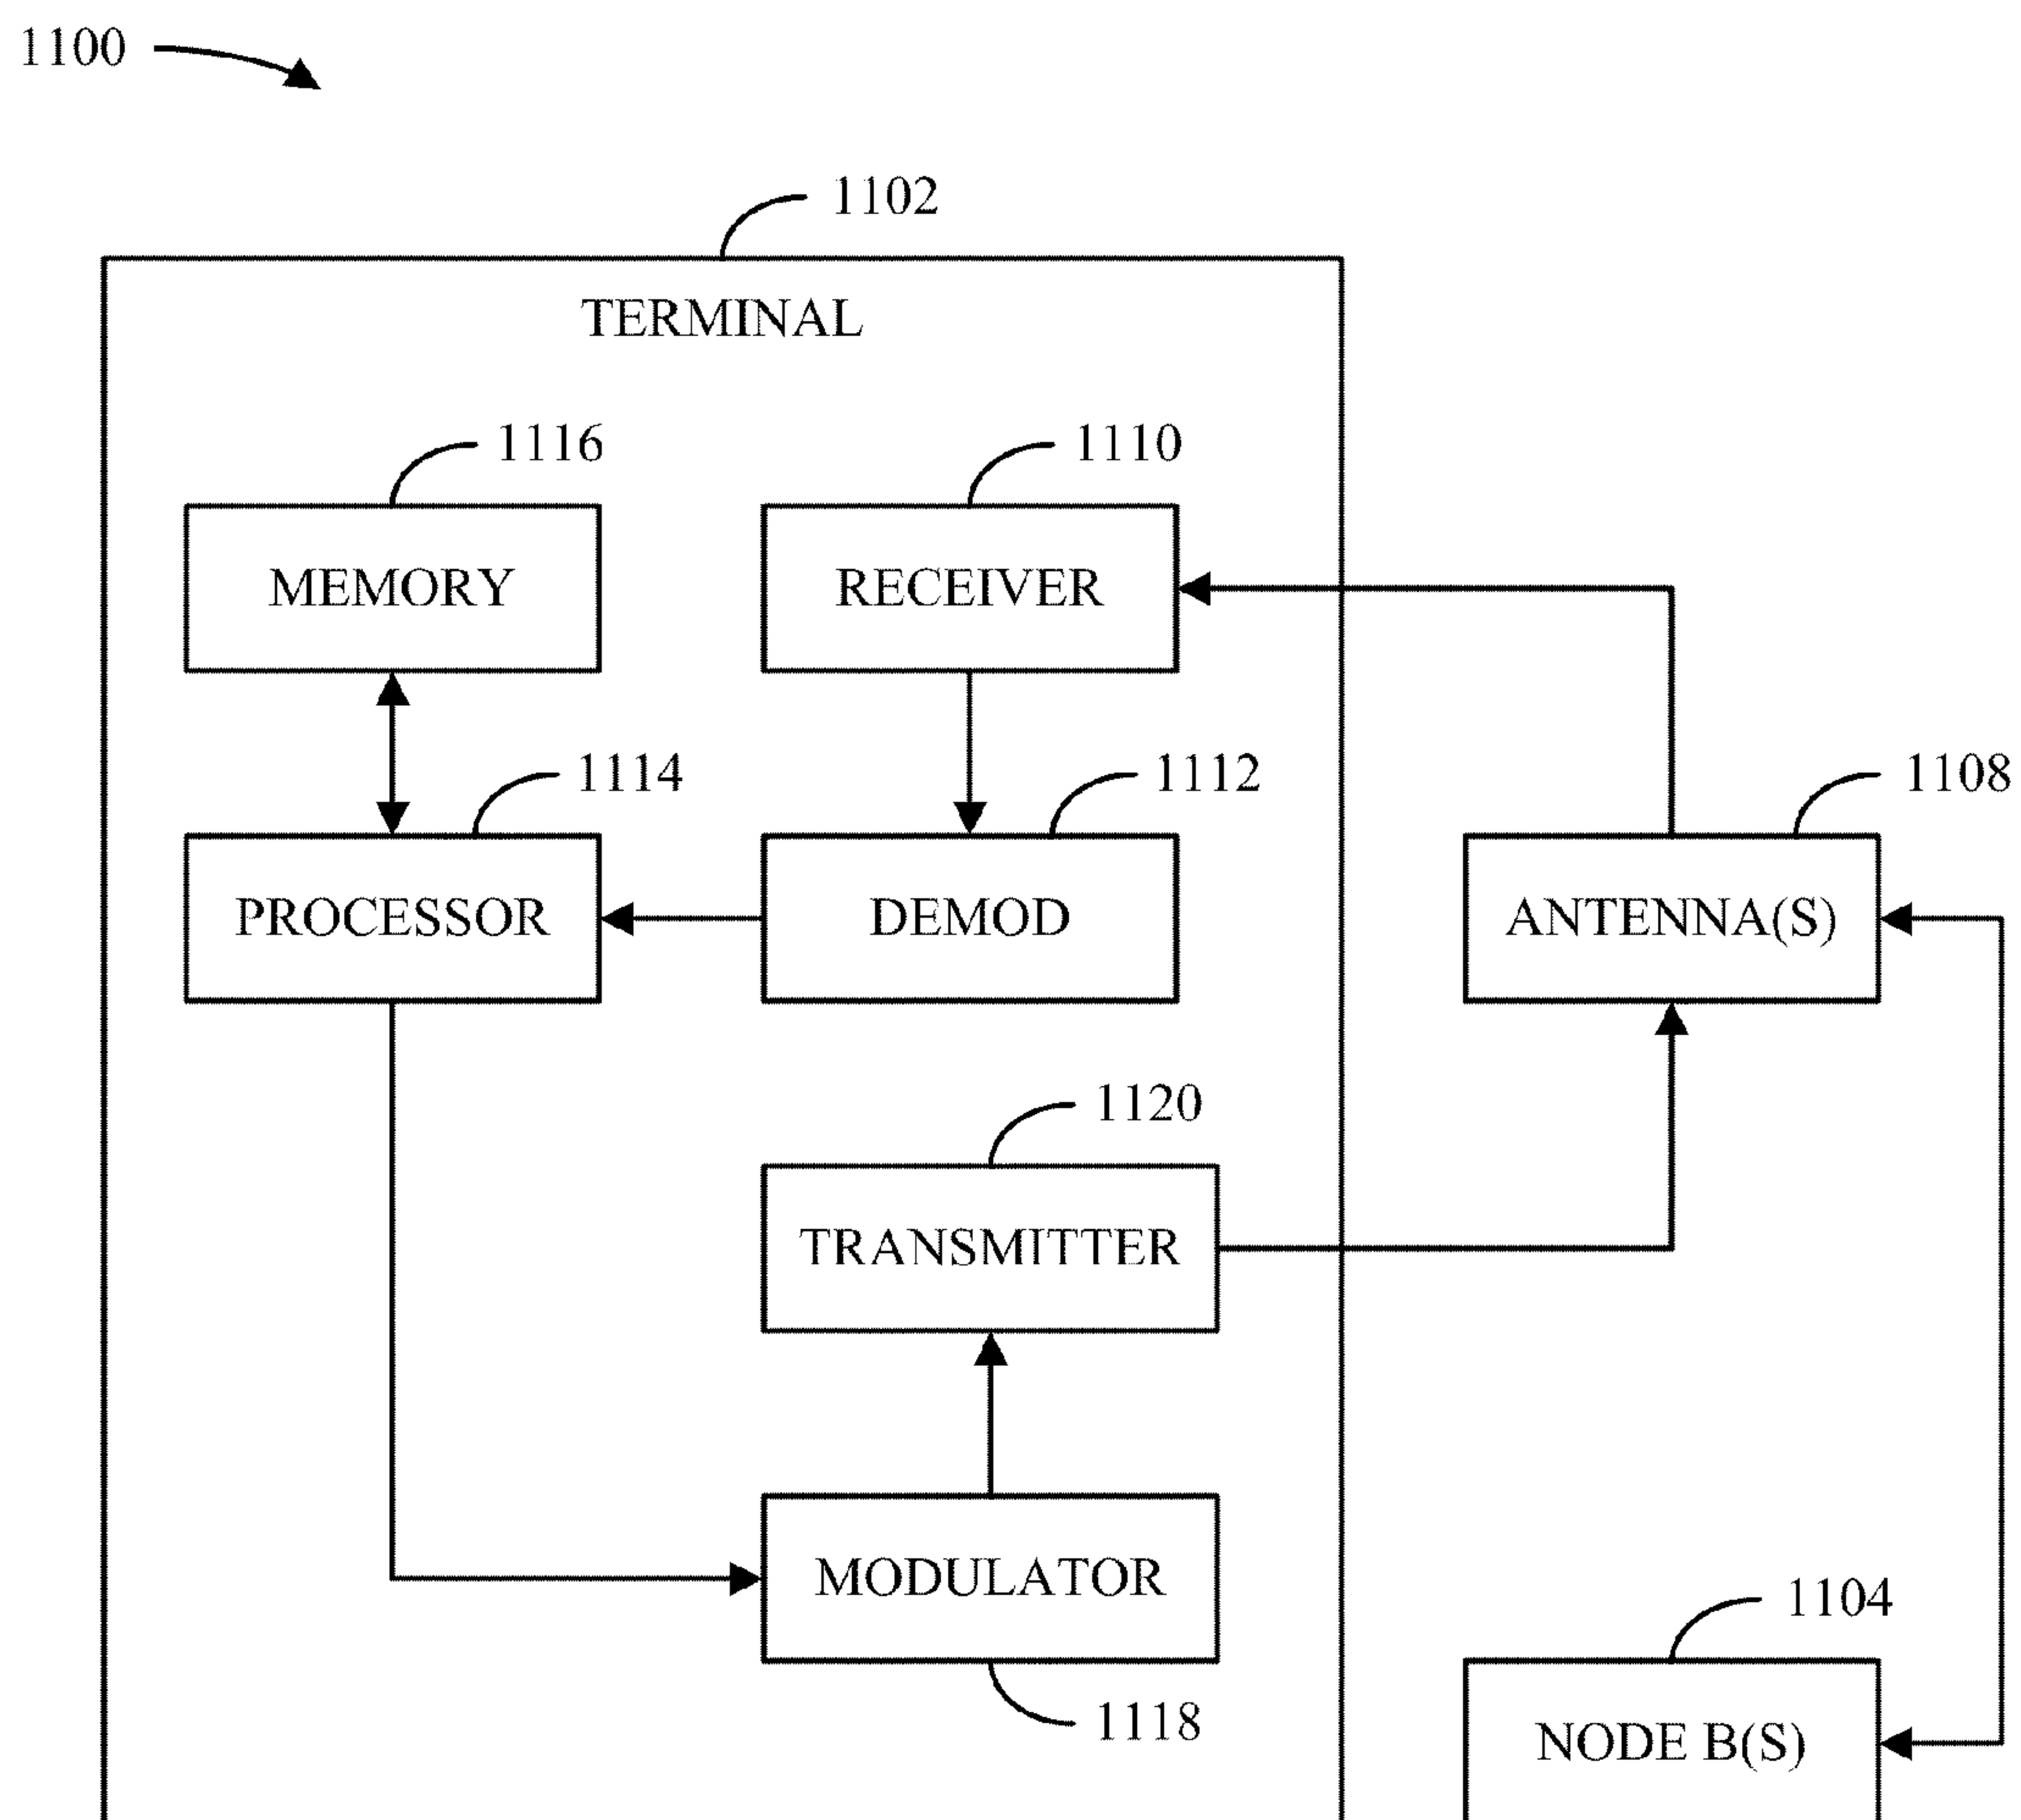 1100
1102
TERMINAL
1116
1110
MEMORY
RECEIVER
1114
1112
1108
PROCESSOR
DEMOD
ANTENNA(S)
1120
TRANSMITTER
MODULATOR
1104
1118
NODE B(S)